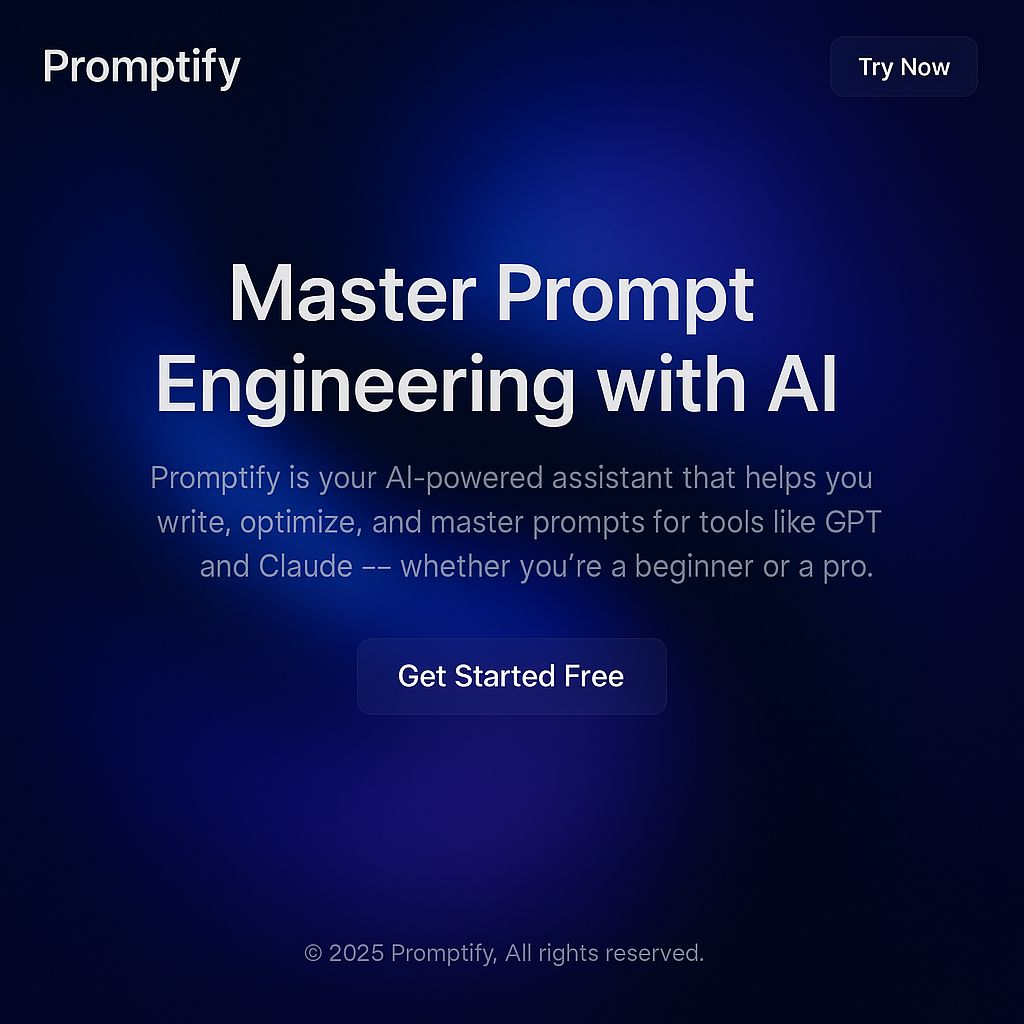 Promptify
Try Now
Master Prompt
Engineering with AI
Promptify is your AI-powered assistant that helps you
write, optimize, and master prompts for tools like GPT
and Claude –– whether you’re a beginner or a pro.
Get Started Free
© 2025 Promptify, All rights reserved.